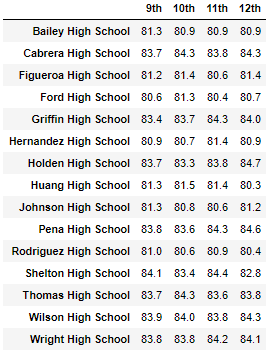 9th 10th 11th 12th
Bailey High School 81.3 80.9 80.9 80.9
Cabrera High School 83.7 84.3 83.8 84.3
Figueroa High School 81.2 81.4 80.6 81.4
Ford High School 80.6 81.3 80.4 80.7
Griffin High School 83.4 83.7 84.3 84.0
Hernandez High School 80.9 80.7 81.4 80.9
Holden High School 83.7 83.3 83.8 84.7
Huang High School 81.3 81.5 81.4 80.3
Johnson High School 81.3 80.8 80.6 81.2
Pena High School 83.8 83.6 84.3 84.6
Rodriguez High School 81.0 80.6 80.9 80.4
Shelton High School 84.1 83.4 84.4 82.8
Thomas High School 83.7 84.3 83.6 83.8
Wilson High School 83.9 84.0 83.8 84.3
Wright High School 83.8 83.8 84.2 84.1